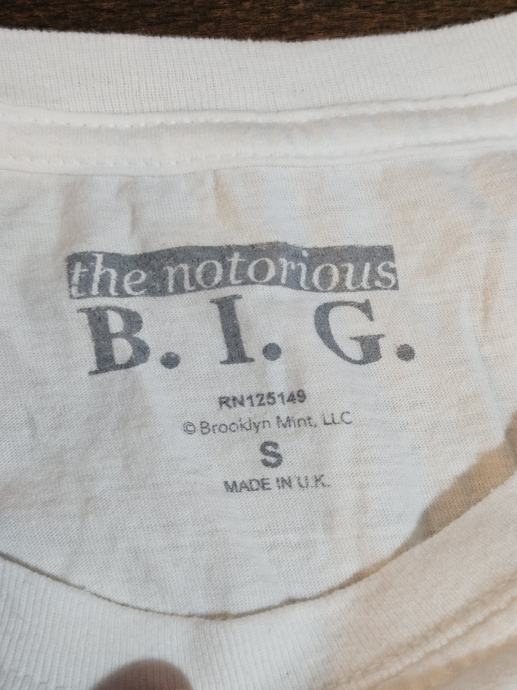 the notorious
B. I. G.
RN125149
© Brooklyn Mint, LLC
S
MADE IN U.K.